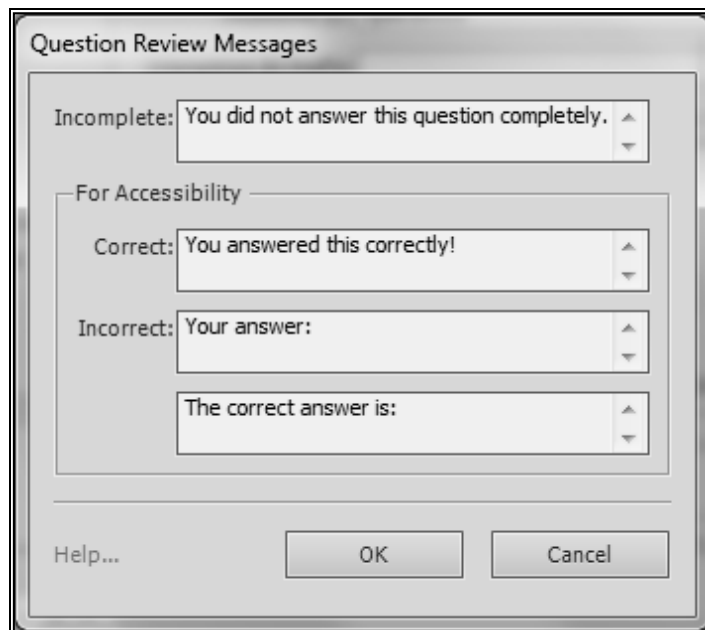 Question Review Messages
Incomplete: You did not answer this question completely.
For Accessibility
Correct: You answered this correctly!
Incorrect: Your answer:
The correct answer is:
Help... OK Cancel